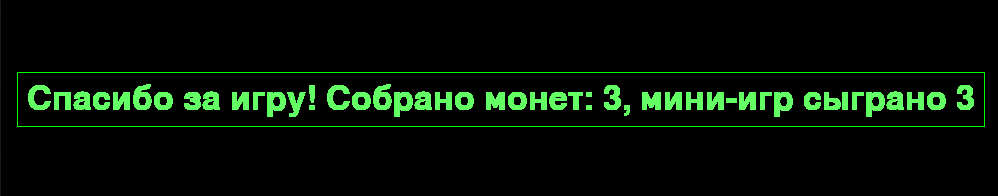 Спасибо за игру! Собрано монет: 3, мини-игр сыграно 3